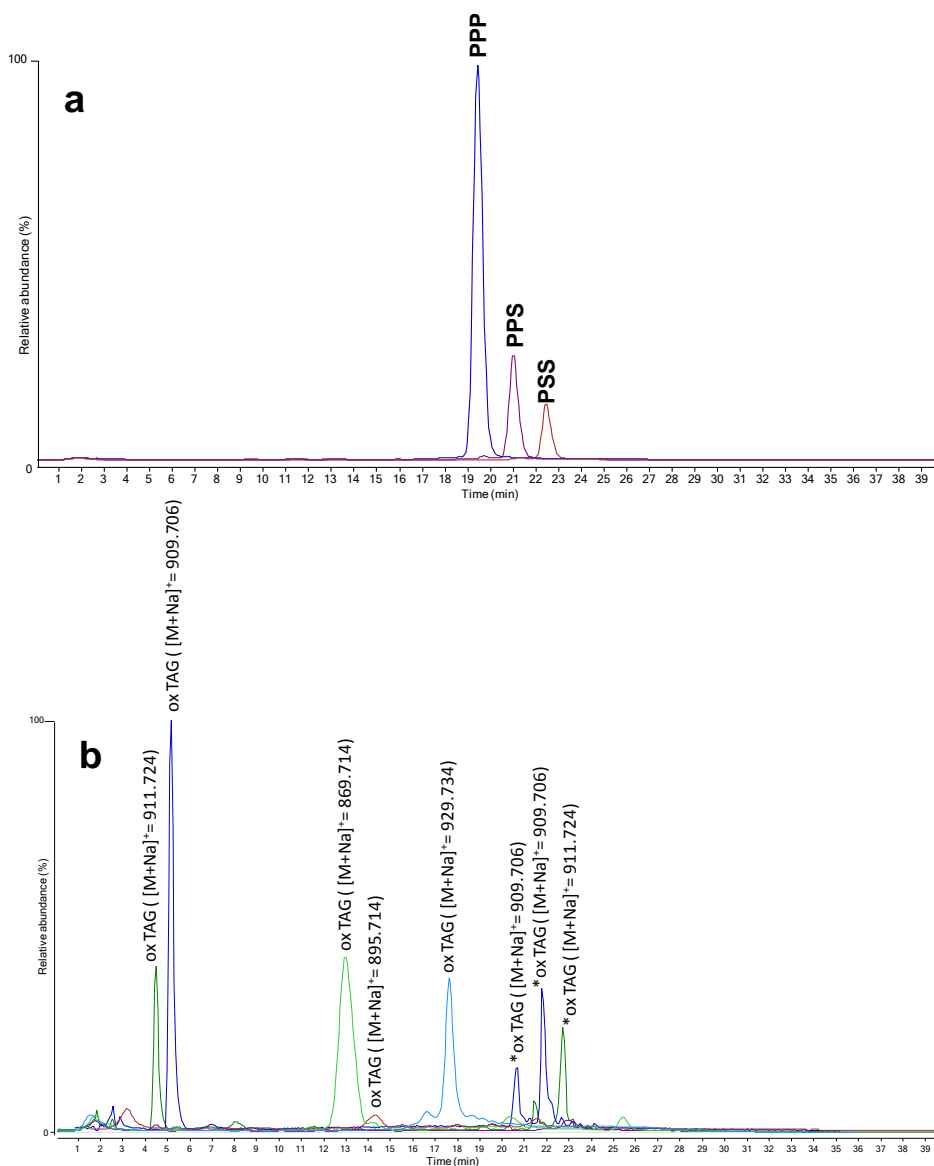 100
a
PPP
PPS
PSS
Relative abundance (%)
0
1 2 3 4 5 6 7 8 9 10 11 12 13 14 15 16 17 18 19 20 21 22 23 24 25 26 27 28 29 30 31 32 33 34 35 36 37 38 39
Time (min)
100
b
ox TAG ( [M+Na]⁺= 911.724)
ox TAG ( [M+Na]⁺= 909.706)
ox TAG ( [M+Na]⁺= 869.714)
ox TAG ( [M+Na]⁺= 895.714)
ox TAG ( [M+Na]⁺= 929.734)
*ox TAG ( [M+Na]⁺= 909.706)
*ox TAG ( [M+Na]⁺= 909.706)
*ox TAG ( [M+Na]⁺= 911.724)
Relative abundance (%)
0
1 2 3 4 5 6 7 8 9 10 11 12 13 14 15 16 17 18 19 20 21 22 23 24 25 26 27 28 29 30 31 32 33 34 35 36 37 38 39
Time (min)